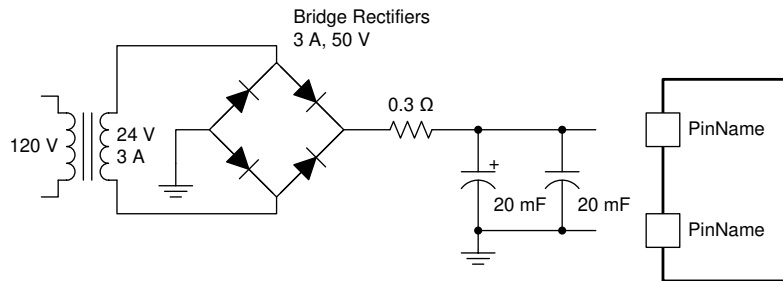 Bridge Rectifiers
3 A, 50 V
0.3 Ω
120 V
24 V
3 A
+
20 mF
20 mF
PinName
PinName